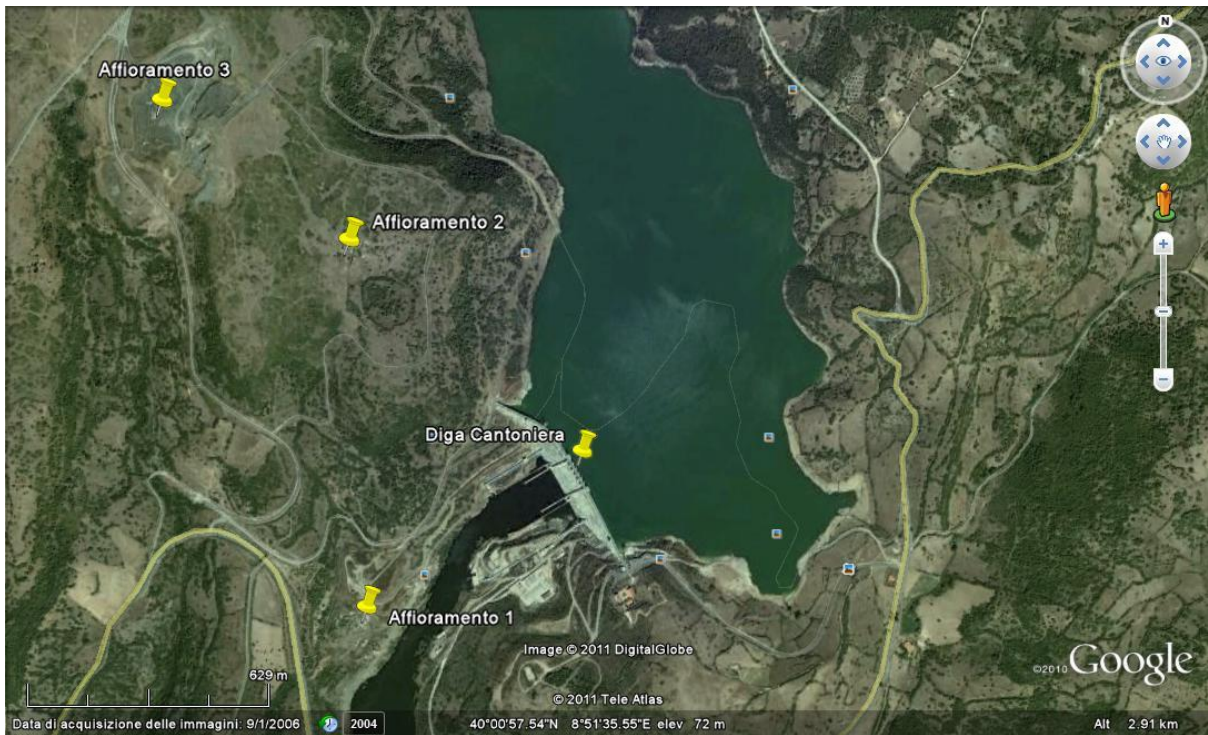 N
Affioramento 3
Affioramento 2
Diga Cantoniera
Affioramento 1
Image © 2011 DigitalGlobe
©2010 Google
629 m
© 2011 Tele Atlas
Data di acquisizione delle immagini: 9/1/2006 2004 40°00'57.54"N 8°51'35.55"E elev 72 m Alt 2.91 km